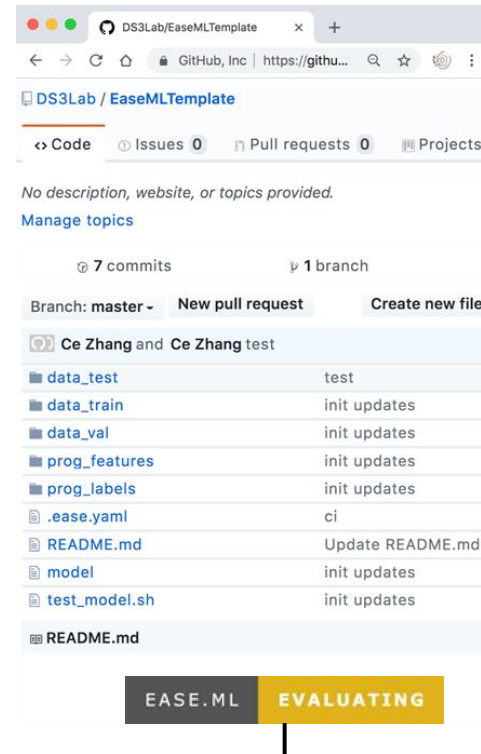 DS3Lab/EaseMLTemplate
GitHub, Inc | https://githu...
DS3Lab / EaseMLTemplate
Code Issues 0 Pull requests 0 Projects
No description, website, or topics provided.
Manage topics
7 commits 1 branch
Branch: master New pull request Create new file
Ce Zhang and Ce Zhang test
data_test test
data_train init updates
data_val init updates
prog_features init updates
prog_labels init updates
.ease.yaml ci
README.md Update README.md
model init updates
test_model.sh init updates
README.md
EASE.ML EVALUATING